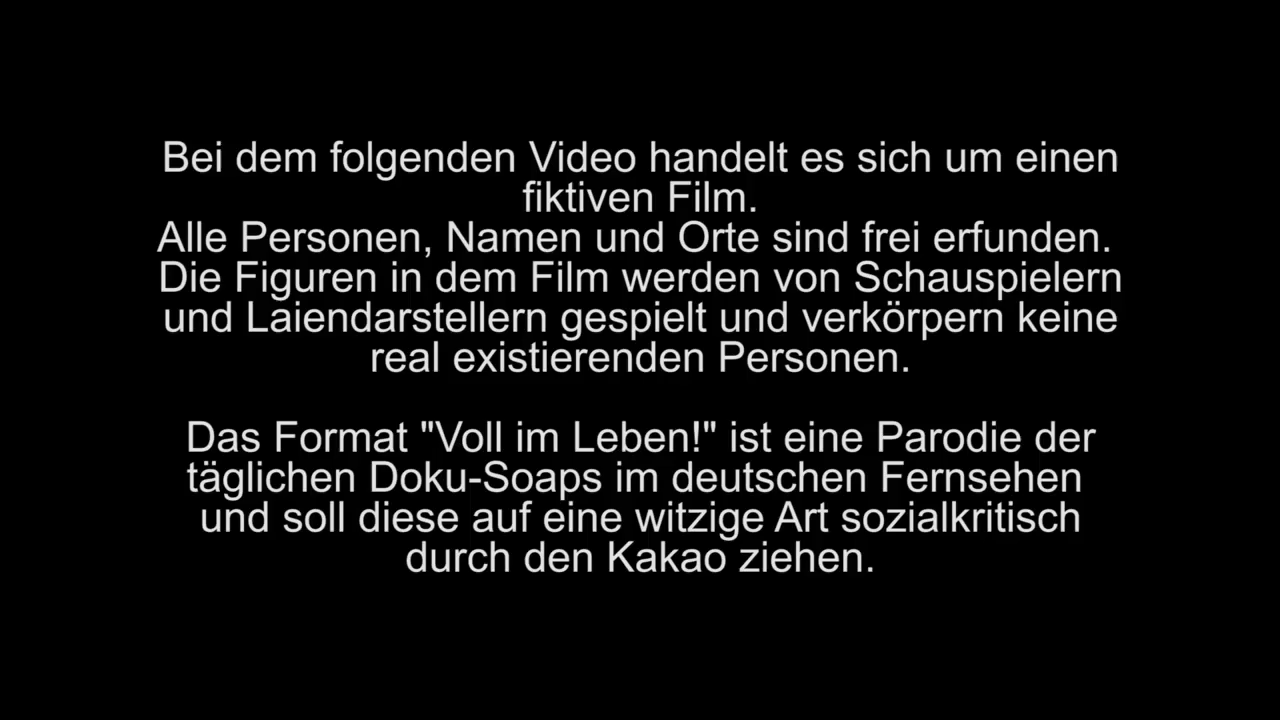 Bei dem folgenden Video handelt es sich um einen
fiktiven Film.
Alle Personen, Namen und Orte sind frei erfunden.
Die Figuren in dem Film werden von Schauspielern
und Laiendarstellern gespielt und verkörpern keine
real existierenden Personen.
Das Format "Voll im Leben!" ist eine Parodie der
täglichen Doku-Soaps im deutschen Fernsehen
und soll diese auf eine witzige Art sozialkritisch
durch den Kakao ziehen.